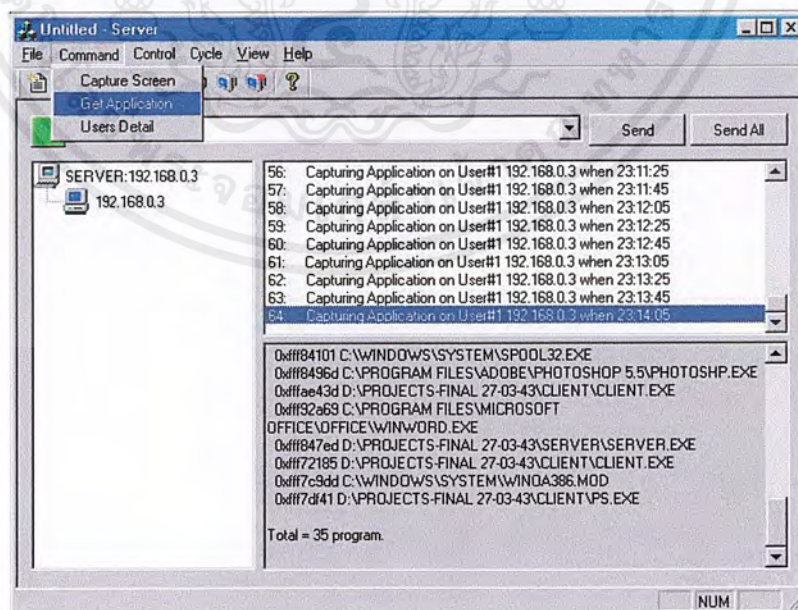 Untitled - Server
File Command Control Cycle View Help
Capture Screen
Get Application
Users Detail
Send
Send All
SERVER:192.168.0.3
192.168.0.3
56: Capturing Application on User#1 192.168.0.3 when 23:11:25
57: Capturing Application on User#1 192.168.0.3 when 23:11:45
58: Capturing Application on User#1 192.168.0.3 when 23:12:05
59: Capturing Application on User#1 192.168.0.3 when 23:12:25
60: Capturing Application on User#1 192.168.0.3 when 23:12:45
61: Capturing Application on User#1 192.168.0.3 when 23:13:05
62: Capturing Application on User#1 192.168.0.3 when 23:13:25
63: Capturing Application on User#1 192.168.0.3 when 23:13:45
64: Capturing Application on User#1 192.168.0.3 when 23:14:05
0xfff84101 C:\WINDOWS\SYSTEM\SPOOL32.EXE
0xfff8496d C:\PROGRAM FILES\ADOBE\PHOTOSHOP 5.5\PHOTOSHP.EXE
0xfffae43d D:\PROJECTS-FINAL 27-03-43\CLIENT\CLIENT.EXE
0xfff92a69 C:\PROGRAM FILES\MICROSOFT
OFFICE\OFFICE\WINWORD.EXE
0xfff847ed D:\PROJECTS-FINAL 27-03-43\SERVER\SERVER.EXE
0xfff72185 D:\PROJECTS-FINAL 27-03-43\CLIENT\CLIENT.EXE
0xfff7c9dd C:\WINDOWS\SYSTEM\WINOA386.MOD
0xfff7df41 D:\PROJECTS-FINAL 27-03-43\CLIENT\PS.EXE
Total = 35 program.
NUM